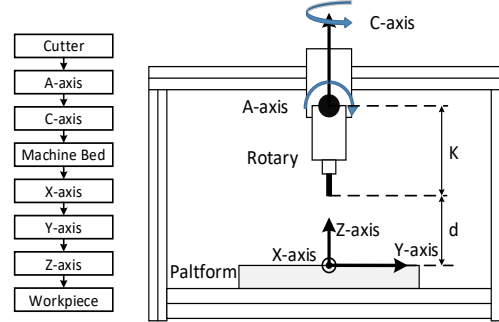 Cutter
A-axis
C-axis
Machine Bed
X-axis
Y-axis
Z-axis
Workpiece
C-axis
A-axis
K
Rotary
d
Z-axis
X-axis
Y-axis
Paltform